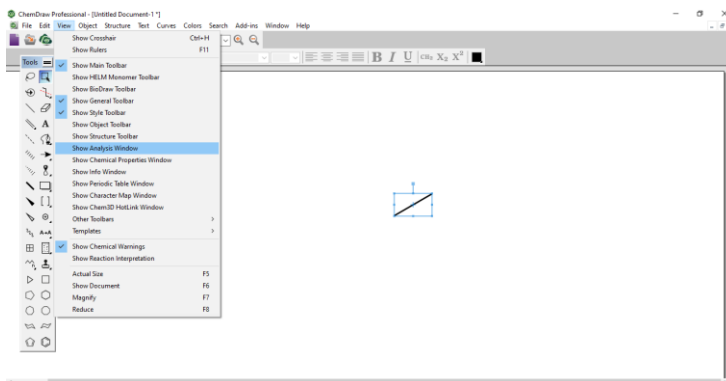 ChemDraw Professional - [Untitled Document-1 *]
File Edit View Object Structure Text Curves Colors Search Add-ins Window Help
Show Crosshair Ctrl+H
Show Rulers F11
Tools
Show Main Toolbar
Show HELM Monomer Toolbar
Show BioDraw Toolbar
Show General Toolbar
Show Style Toolbar
Show Object Toolbar
Show Structure Toolbar
Show Analysis Window
Show Chemical Properties Window
Show Info Window
Show Periodic Table Window
Show Character Map Window
Show Chem3D HotLink Window
Other Toolbars
Templates
Show Chemical Warnings
Show Reaction Interpretation
Actual Size F5
Show Document F6
Magnify F7
Reduce F8
B I U CH₂ X₂ X²
A